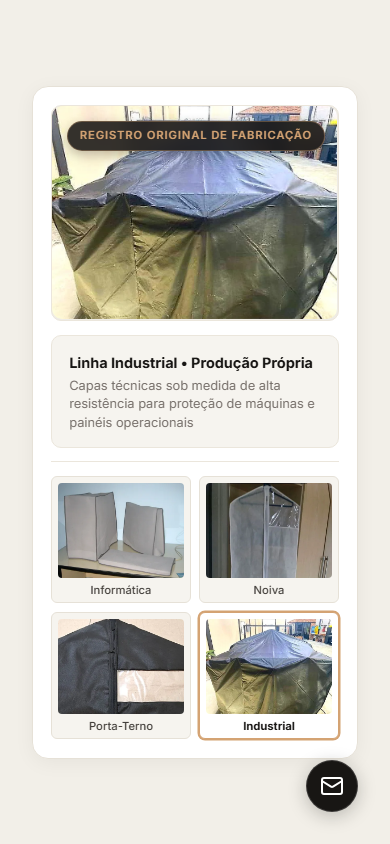 REGISTRO ORIGINAL DE FABRICAÇÃO
Linha Industrial • Produção Própria
Capas técnicas sob medida de alta
resistência para proteção de máquinas e
painéis operacionais
Informática
Noiva
Porta-Terno
Industrial